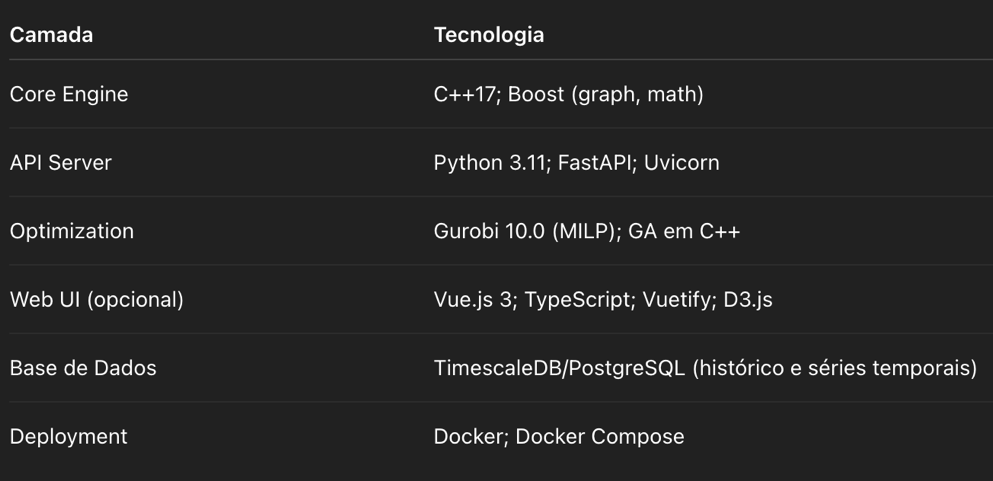 Camada Tecnologia
Core Engine C++17; Boost (graph, math)
API Server Python 3.11; FastAPI; Uvicorn
Optimization Gurobi 10.0 (MILP); GA em C++
Web UI (opcional) Vue.js 3; TypeScript; Vuetify; D3.js
Base de Dados TimescaleDB/PostgreSQL (histórico e séries temporais)
Deployment Docker; Docker Compose